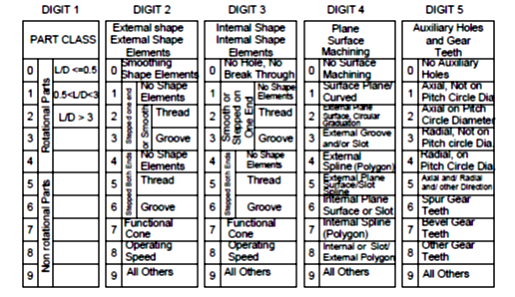 DIGIT 1
DIGIT 2
DIGIT 3
DIGIT 4
DIGIT 5
PART CLASS
External shape
External Shape
Elements
Internal Shape
Internal Shape
Elements
Plane
Surface
Machining
Auxiliary Holes
and Gear
Teeth
Rotational Parts
Non rotational Parts
0
L/D <=0.5
1
0.5<L/D<3
2
L/D > 3
3
4
5
6
7
8
9
0
Smoothing
Shape Elements
Stepped one end
or Smooth
1
No Shape
Elements
2
Thread
3
Groove
Stepped Both Ends
4
No Shape
Elements
5
Thread
6
Groove
7
Functional
Cone
8
Operating
Speed
9
All Others
0
No Hole, No
Break Through
Smooth or
Stepped on
One End
1
No Shape
Elements
2
Thread
3
Groove
Stepped Both Ends
4
No Shape
Elements
5
Thread
6
Groove
7
Functional
Cone
8
Operating
Speed
9
All Others
0
No Surface
Machining
1
Surface Plane/
Curved
2
External Plane
Surface, Circular
Graduation
3
External Groove
and/or Slot
4
External
Spline (Polygon)
5
External Plane
Surface/Slot
Spline
6
Internal Plane
Surface or Slot
7
Internal Spline
(Polygon)
8
Internal or Slot/
External Polygon
9
All Others
0
No Auxiliary
Holes
1
Axial, Not on
Pitch Circle Dia
2
Axial on Pitch
Circle Diameter
3
Radial, Not on
Pitch circle Dia.
4
Radial, on
Pitch Circle Dia.
5
Axial and/ Radial
and/ other Direction
6
Spur Gear
Teeth
7
Bevel Gear
Teeth
8
Other Gear
Teeth
9
All Others